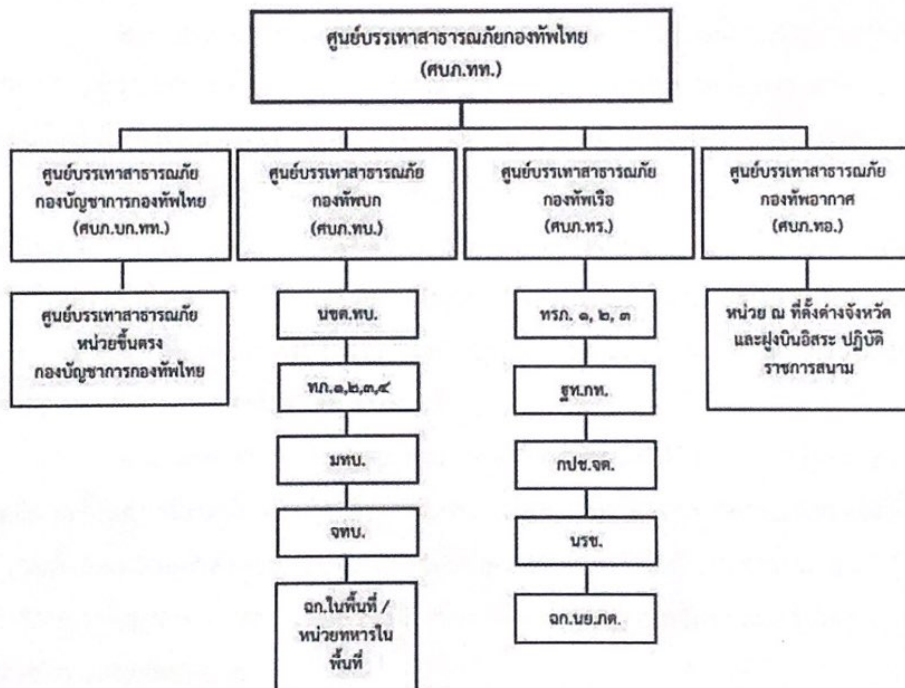 ศูนย์บรรเทาสาธารณภัยกองทัพไทย
(ศบภ.ทท.)
ศูนย์บรรเทาสาธารณภัย
กองบัญชาการกองทัพไทย
(ศบภ.บก.ทท.)
ศูนย์บรรเทาสาธารณภัย
กองทัพบก
(ศบภ.ทบ.)
ศูนย์บรรเทาสาธารณภัย
กองทัพเรือ
(ศบภ.ทร.)
ศูนย์บรรเทาสาธารณภัย
กองทัพอากาศ
(ศบภ.ทอ.)
ศูนย์บรรเทาสาธารณภัย
หน่วยขึ้นตรง
กองบัญชาการกองทัพไทย
นขต.ทบ.
ทภ.๑,๒,๓,๔
มทบ.
จทบ.
ฉก.ในพื้นที่ /
หน่วยทหารใน
พื้นที่
ทรภ. ๑, ๒, ๓
ฐท.กท.
กปช.จต.
นรข.
ฉก.นย.ภต.
หน่วย ณ ที่ตั้งต่างจังหวัด
และฝูงบินอิสระ ปฏิบัติ
ราชการสนาม